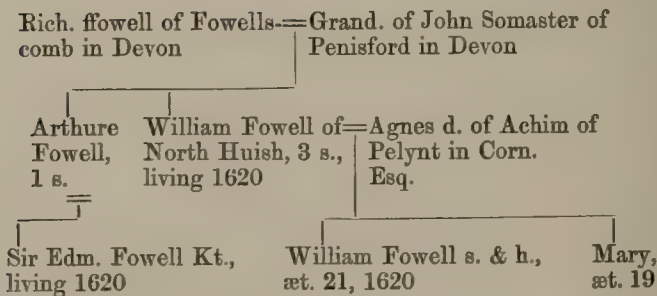 Rich. ffowell of Fowells-
comb in Devon
Grand. of John Somaster of
Penisford in Devon
Arthure
Fowell,
1 s.
William Fowell of
North Huish, 3 s.,
living 1620
Agnes d. of Achim of
Pelynt in Corn.
Esq.
Sir Edm. Fowell Kt.,
living 1620
William Fowell s. & h.,
æt. 21, 1620
Mary,
æt. 19